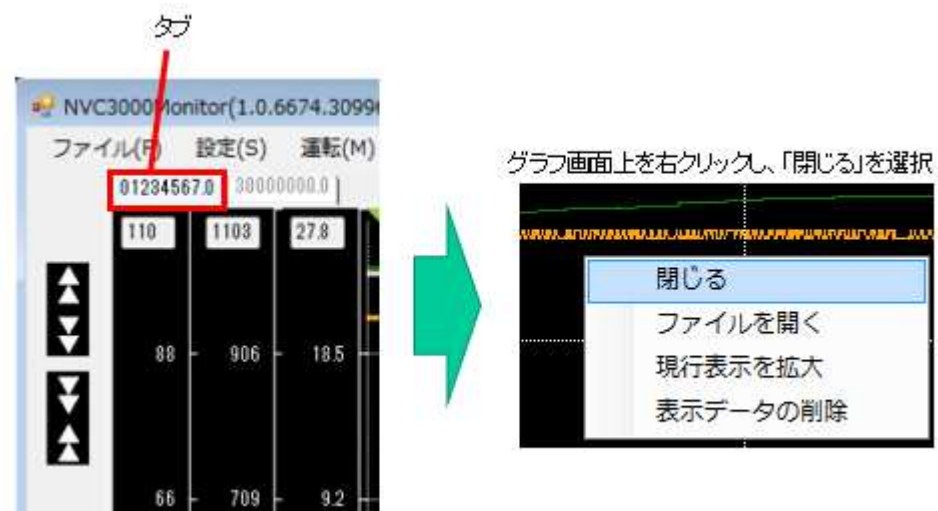 タブ
NVC3000Monitor(1.0.6674.3099
ファイル(F) 設定(S) 運転(M)
01234567.0 30000000.0
110 1103 27.8
88 906 18.5
66 709 9.2
グラフ画面上を右クリックし、「閉じる」を選択
閉じる
ファイルを開く
現行表示を拡大
表示データの削除